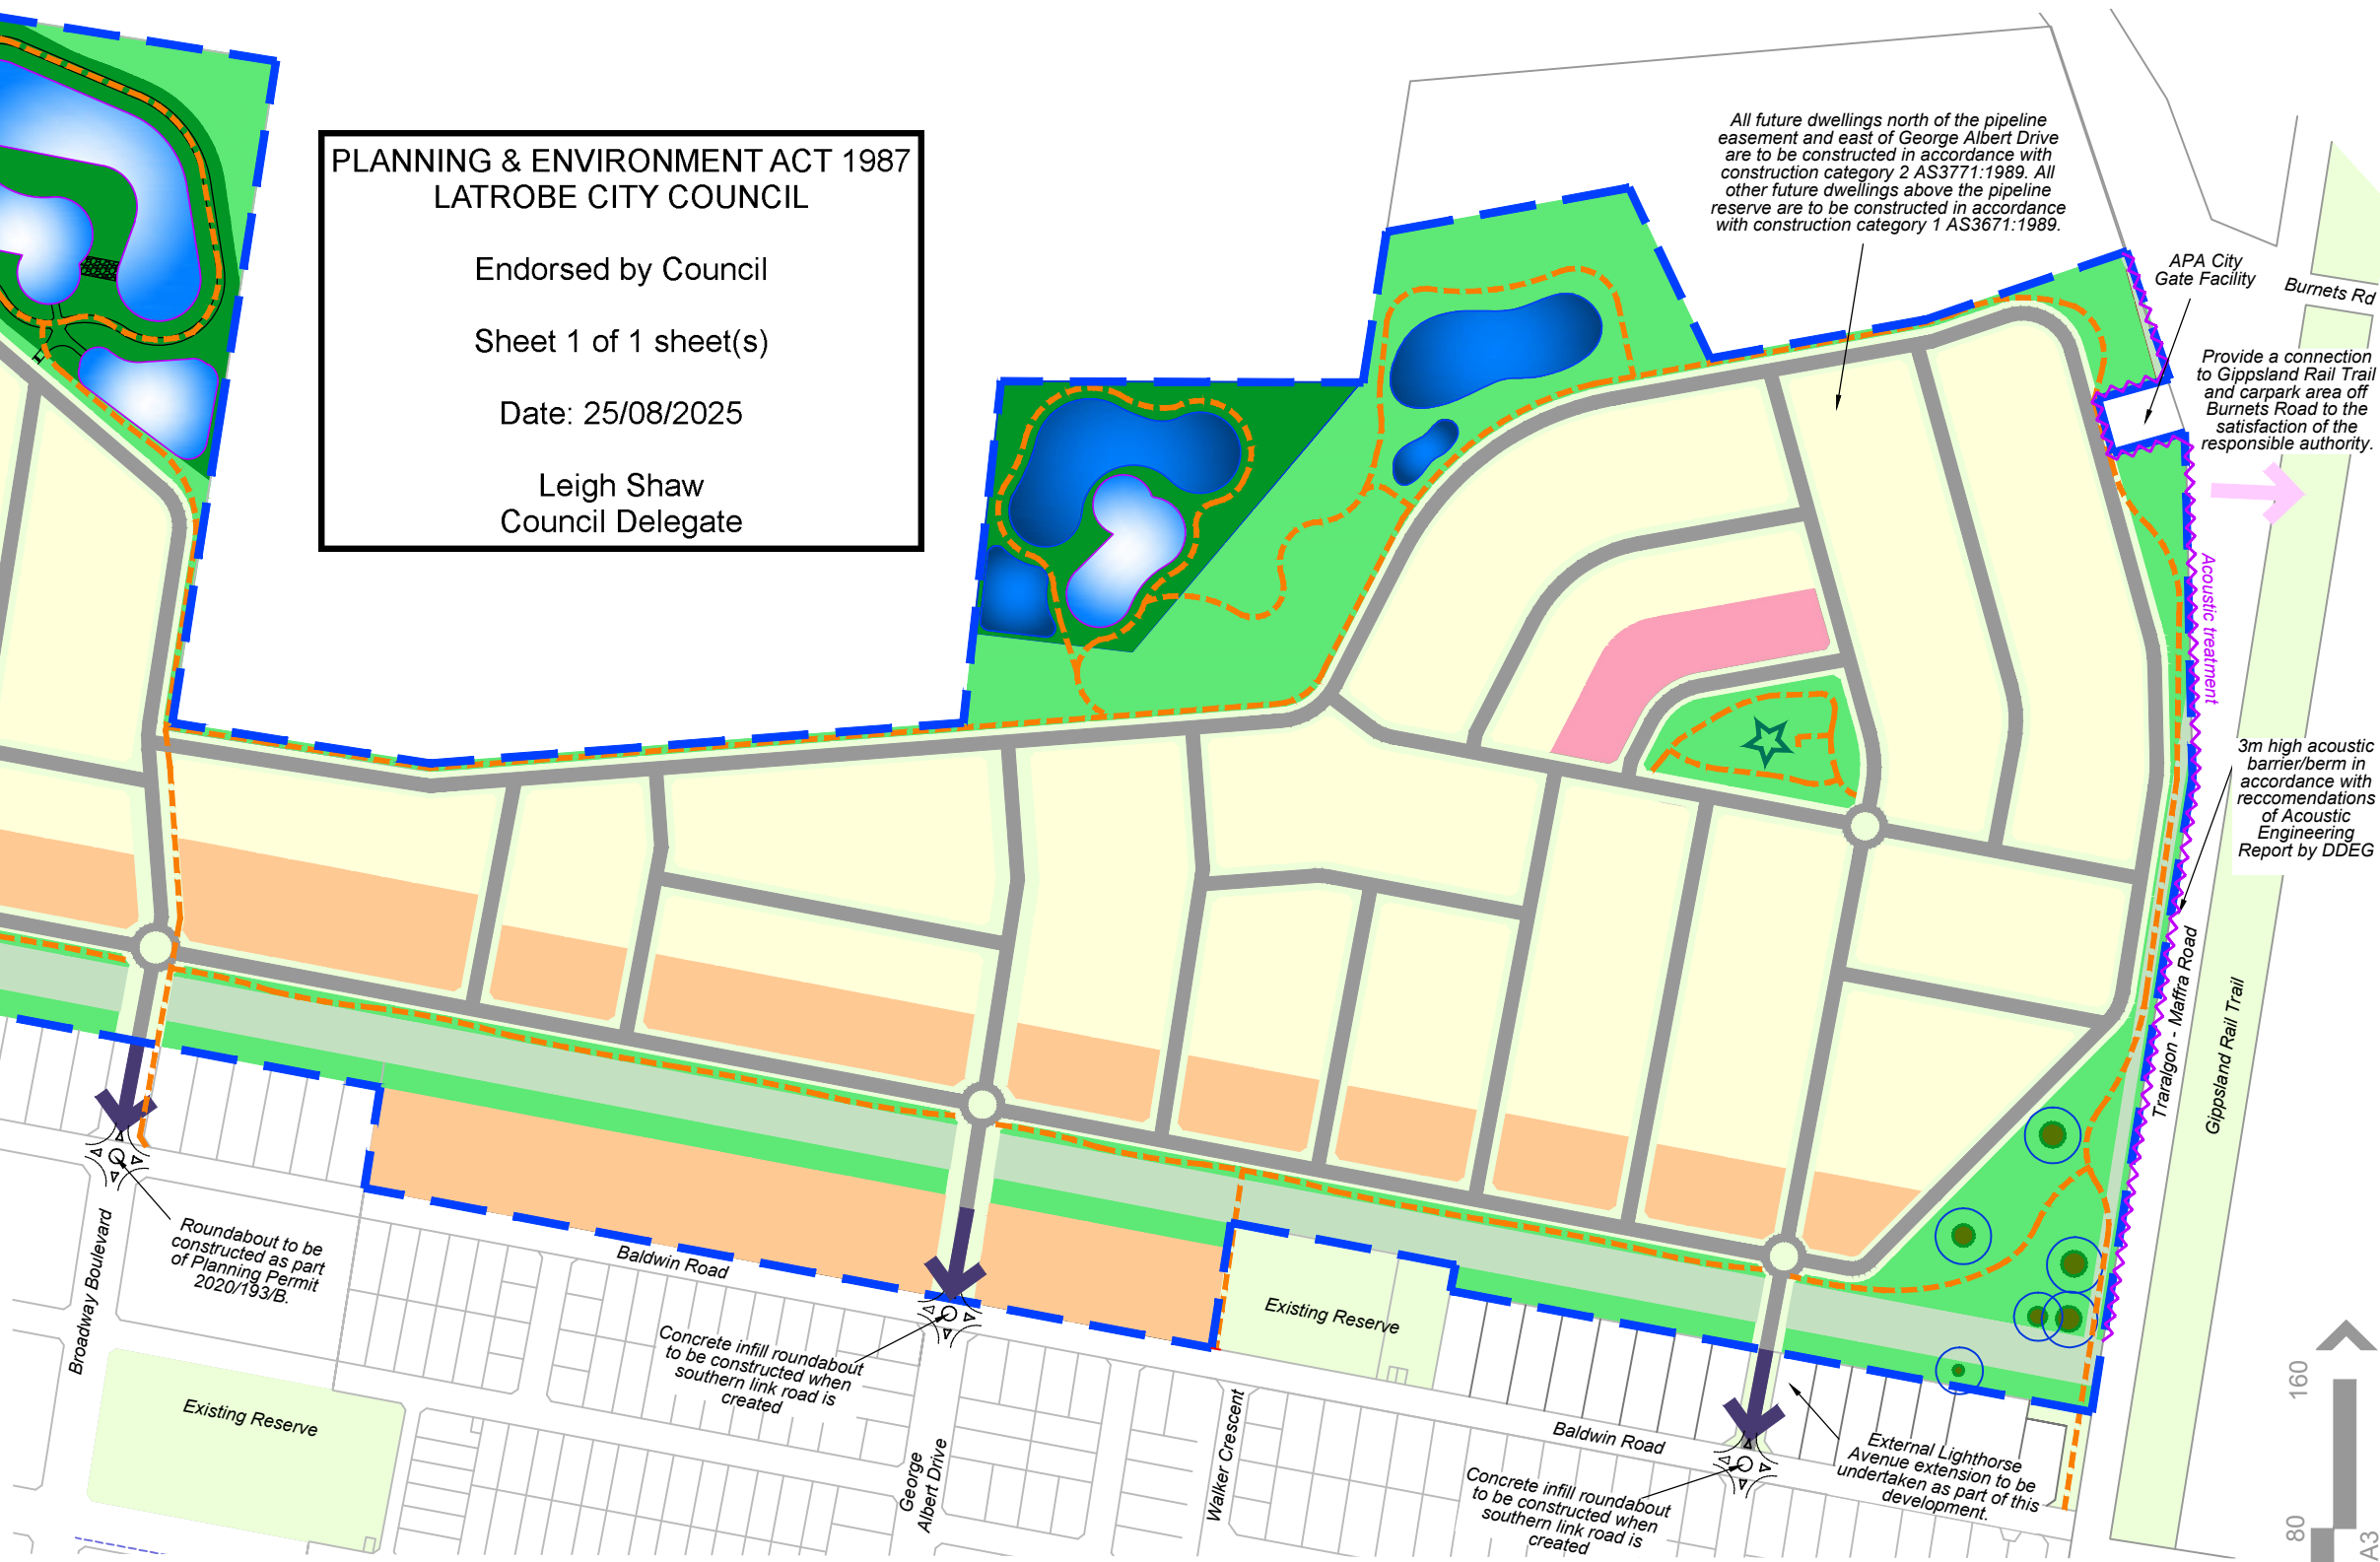 PLANNING & ENVIRONMENT ACT 1987
LATROBE CITY COUNCIL
Endorsed by Council
Sheet 1 of 1 sheet(s)
Date: 25/08/2025
Leigh Shaw
Council Delegate
All future dwellings north of the pipeline
easement and east of George Albert Drive
are to be constructed in accordance with
construction category 2 AS3771:1989. All
other future dwellings above the pipeline
reserve are to be constructed in accordance
with construction category 1 AS3671:1989.
APA City
Gate Facility
Burnets Rd
Provide a connection
to Gippsland Rail Trail
and carpark area off
Burnets Road to the
satisfaction of the
responsible authority.
Acoustic treatment
3m high acoustic
barrier/berm in
accordance with
reccomendations
of Acoustic
Engineering
Report by DDEG
Traralgon - Maffra Road
Gippsland Rail Trail
Roundabout to be
constructed as part
of Planning Permit
2020/193/B.
Broadway Boulevard
Existing Reserve
Baldwin Road
Concrete infill roundabout
to be constructed when
southern link road is
created
George
Albert Drive
Existing Reserve
Walker Crescent
Baldwin Road
Concrete infill roundabout
to be constructed when
southern link road is
created
External Lighthorse
Avenue extension to be
undertaken as part of this
development.
160
80
A3